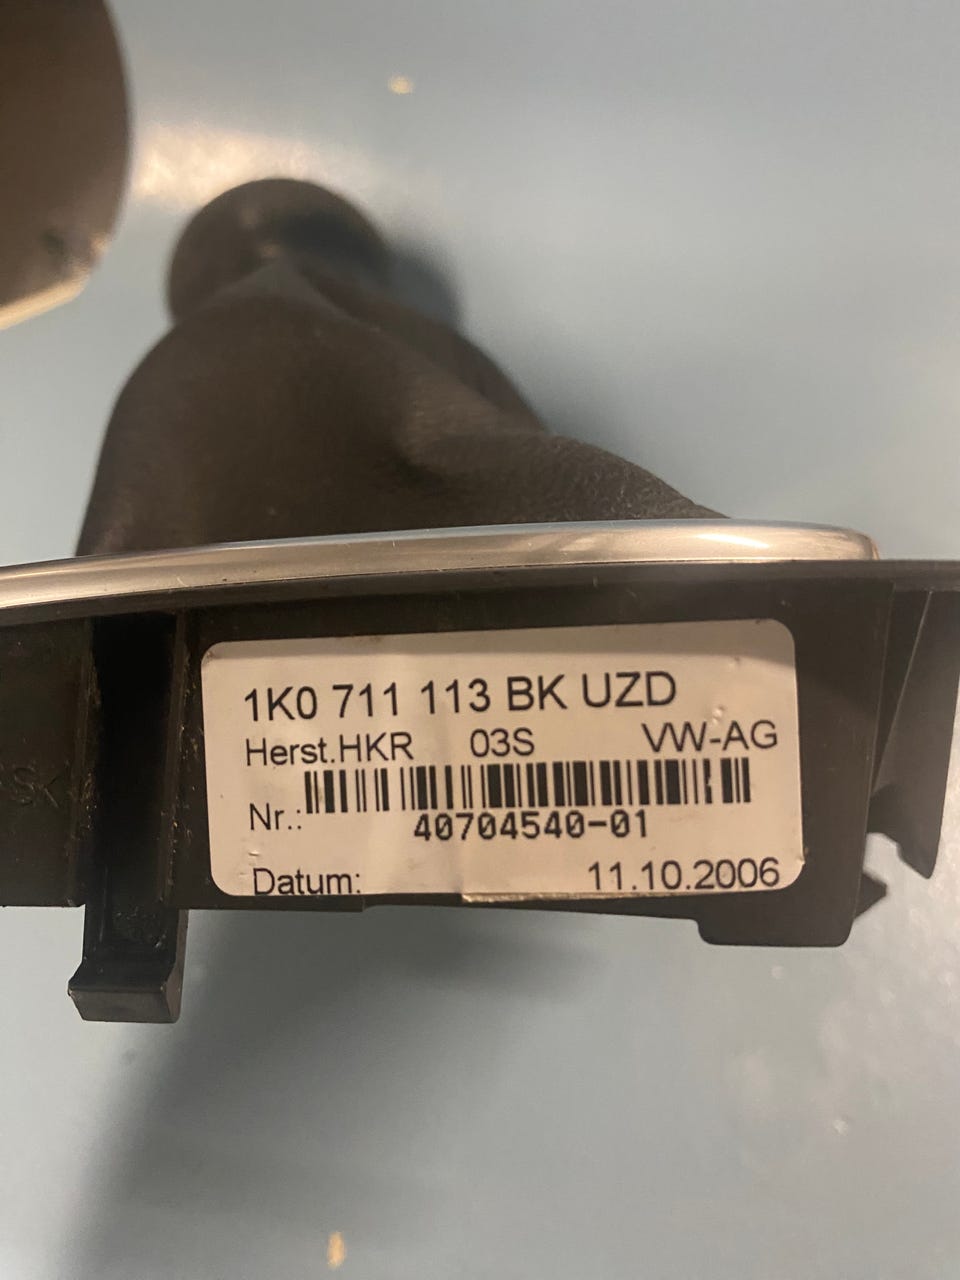 1K0 711 113 BK UZD
Herst.HKR 03S VW-AG
Nr.:
40704540-01
Datum: 11.10.2006